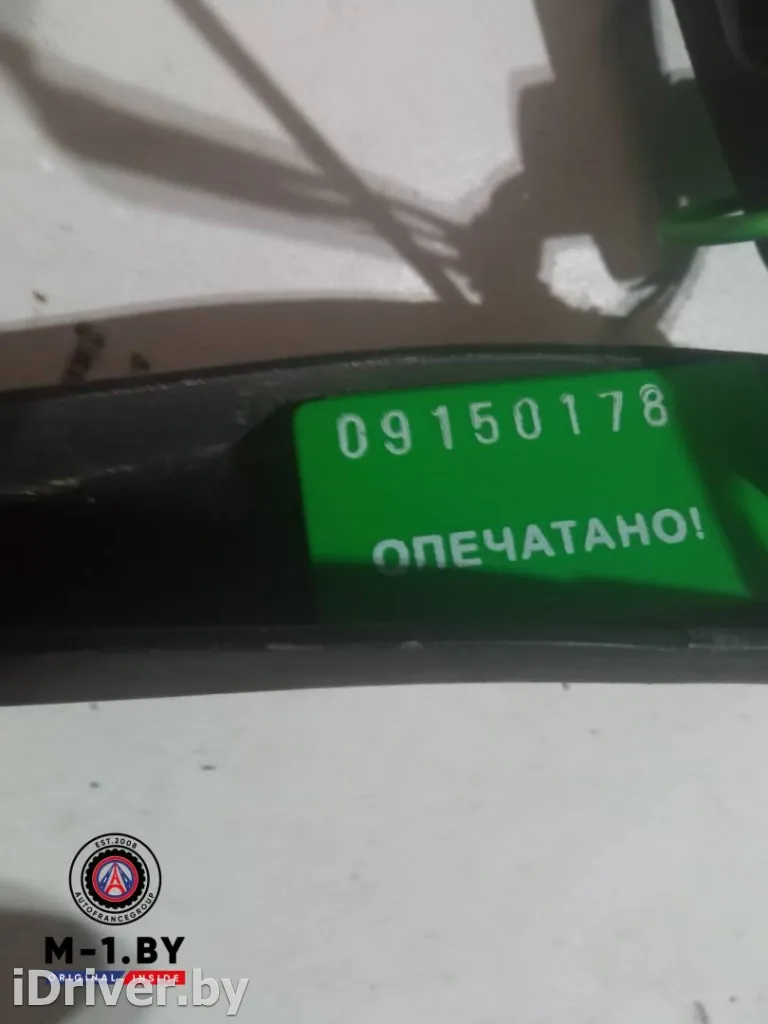 09150178
ОПЕЧАТАНО!
EST.2008
AUTOFRANCEGROUP
M-1.BY
ORIGINAL INSIDE
iDriver.by